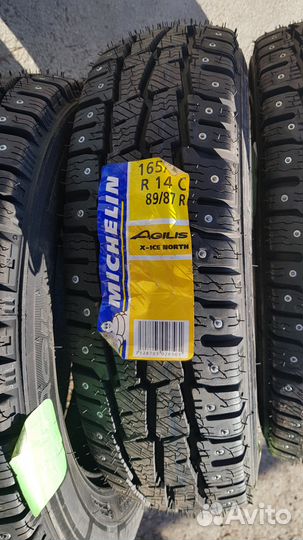 MICHELIN
165/
R 14 C
89/87 R
AGILIS
X-ICE NORTH
Avito